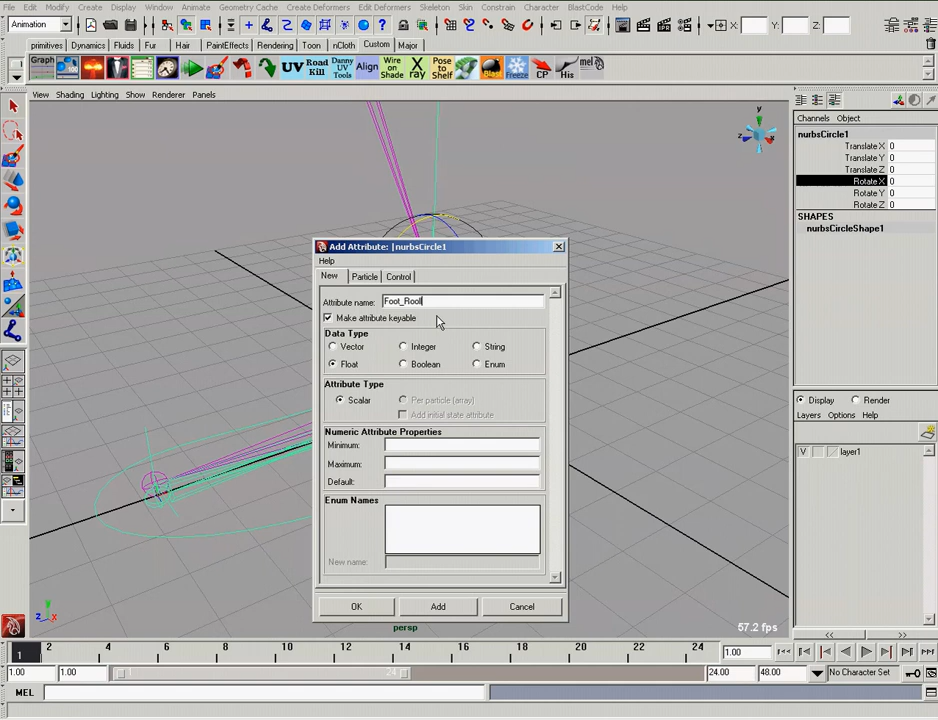 File Edit Modify Create Display Window Animate Geometry Cache Create Deformers Edit Deformers Skeleton Skin Constrain Character BlastCode Help
Animation X: Y: Z:
primitives Dynamics Fluids Fur Hair PaintEffects Rendering Toon nCloth Custom Major
Graph UV Road Kill Danny UV Tools Align Wire on Shade X ray Pose to Shelf Blast Freeze CP His mel
View Shading Lighting Show Renderer Panels
Channels Object
nurbsCircle1
Translate X 0
Translate Y 0
Translate Z 0
Rotate X 0
Rotate Y 0
Rotate Z 0
SHAPES
nurbsCircleShape1
y
z x
Add Attribute: |nurbsCircle1
Help
New Particle Control
Attribute name: Foot_Rooll
Make attribute keyable
Data Type
Vector Integer String
Float Boolean Enum
Attribute Type
Scalar Per particle (array)
Add initial state attribute
Numeric Attribute Properties
Minimum:
Maximum:
Default:
Enum Names
New name:
OK Add Cancel
Display Render
Layers Options Help
V layer1
y
z x
persp
57.2 fps
<< >>
1 2 4 6 8 10 12 14 16 18 20 22 24 1.00
1.00 1.00 24.00 48.00 No Character Set
MEL